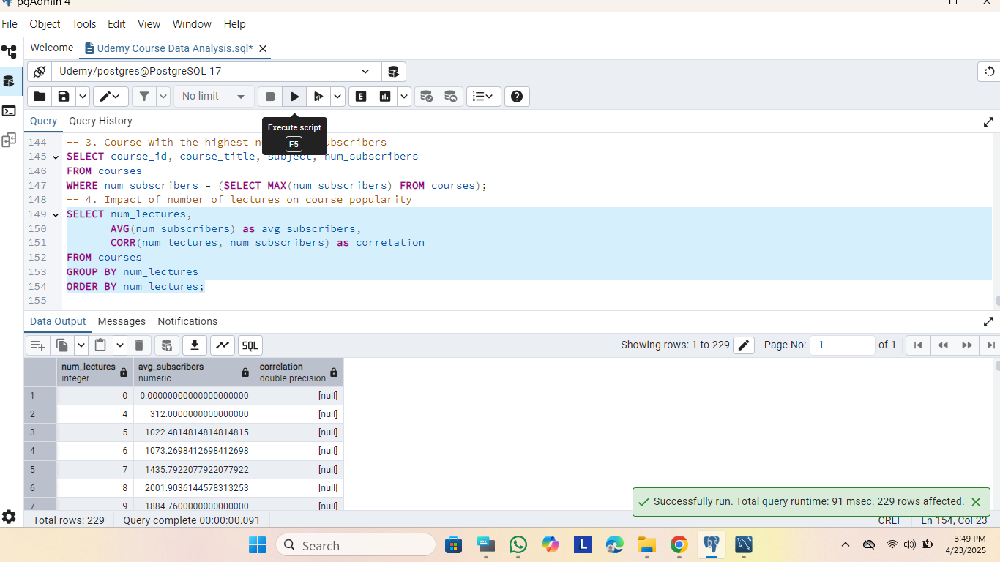 pgAdmin 4
File Object Tools Edit View Window Help
Welcome Udemy Course Data Analysis.sql*
Udemy/postgres@PostgreSQL 17
No limit
E
Query Query History
Execute script
F5
144 -- 3. Course with the highest n subscribers
145 SELECT course_id, course_title, subject, num_subscribers
146 FROM courses
147 WHERE num_subscribers = (SELECT MAX(num_subscribers) FROM courses);
148 -- 4. Impact of number of lectures on course popularity
149 SELECT num_lectures,
150 AVG(num_subscribers) as avg_subscribers,
151 CORR(num_lectures, num_subscribers) as correlation
152 FROM courses
153 GROUP BY num_lectures
154 ORDER BY num_lectures;
155
Data Output Messages Notifications
SQL Showing rows: 1 to 229 Page No: 1 of 1
num_lectures avg_subscribers correlation
integer numeric double precision
1 0 0.00000000000000000000 [null]
2 4 312.0000000000000000 [null]
3 5 1022.4814814814814815 [null]
4 6 1073.2698412698412698 [null]
5 7 1435.7922077922077922 [null]
6 8 2001.9036144578313253 [null]
7 9 1884.7600000000000000 [null]
Successfully run. Total query runtime: 91 msec. 229 rows affected.
Total rows: 229 Query complete 00:00:00.091 CRLF Ln 154, Col 23
Search
L
3:49 PM
4/23/2025